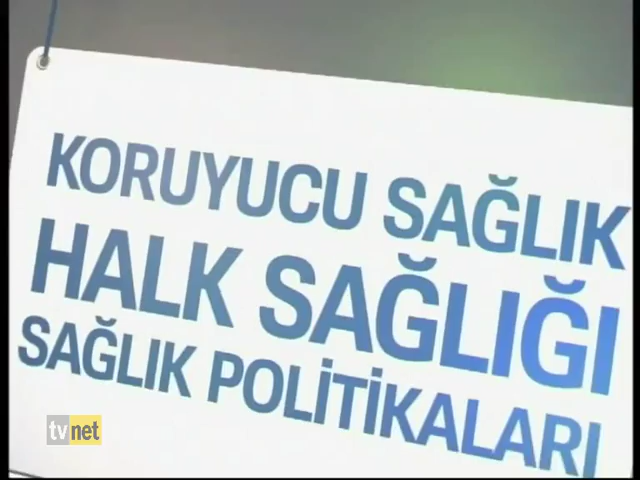 KORUYUCU SAĞLIK
HALK SAĞLIĞI
SAĞLIK POLİTİKALARI
tvnet